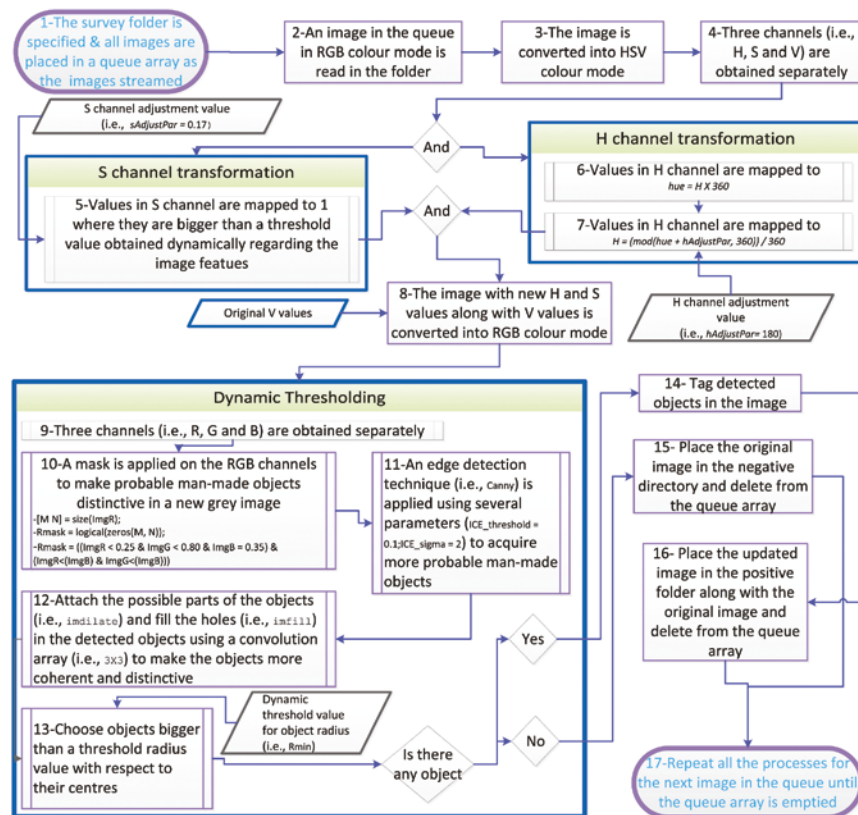 1-The survey folder is
specified & all images are
placed in a queue array as
the images streamed
2-An image in the queue
in RGB colour mode is
read in the folder
3-The image is
converted into HSV
colour mode
4-Three channels (i.e.,
H, S and V) are
obtained separately
S channel adjustment value
(i.e., sAdjustPar = 0.17)
And
S channel transformation
5-Values in S channel are mapped to 1
where they are bigger than a threshold
value obtained dynamically regarding the
image featues
And
H channel transformation
6-Values in H channel are mapped to
hue = H X 360
7-Values in H channel are mapped to
H = (mod(hue + hAdjustPar, 360)) / 360
H channel adjustment
value
(i.e., hAdjustPar= 180)
Original V values
8-The image with new H and S
values along with V values is
converted into RGB colour mode
Dynamic Thresholding
9-Three channels (i.e., R, G and B) are obtained separately
10-A mask is applied on the RGB channels
to make probable man-made objects
distinctive in a new grey image
-[M N] = size(ImgR);
-Rmask = logical(zeros(M, N));
-Rmask = ((ImgR < 0.25 & ImgG < 0.80 & ImgB = 0.35) &
(ImgR<(ImgB) & ImgG<(ImgB)))
11-An edge detection
technique (i.e., Canny) is
applied using several
parameters (ICE_threshold =
0.1;ICE_sigma = 2) to acquire
more probable man-made
objects
12-Attach the possible parts of the objects
(i.e., imdilate) and fill the holes (i.e., imfill)
in the detected objects using a convolution
array (i.e., 3X3) to make the objects more
coherent and distinctive
13-Choose objects bigger
than a threshold radius
value with respect to
their centres
Dynamic
threshold value
for object radius
(i.e., Rmin)
Is there
any object
Yes
No
14- Tag detected
objects in the image
15- Place the original
image in the negative
directory and delete from
the queue array
16- Place the updated
image in the positive
folder along with the
original image and
delete from the queue
array
17-Repeat all the processes for
the next image in the queue until
the queue array is emptied